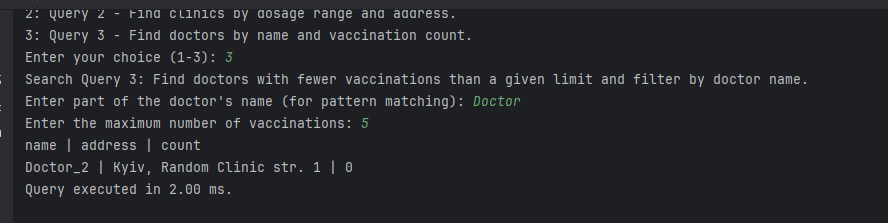 2: Query 2 - Find clinics by dosage range and address.
3: Query 3 - Find doctors by name and vaccination count.
Enter your choice (1-3): 3
Search Query 3: Find doctors with fewer vaccinations than a given limit and filter by doctor name.
Enter part of the doctor's name (for pattern matching): Doctor
Enter the maximum number of vaccinations: 5
name | address | count
Doctor_2 | Kyiv, Random Clinic str. 1 | 0
Query executed in 2.00 ms.